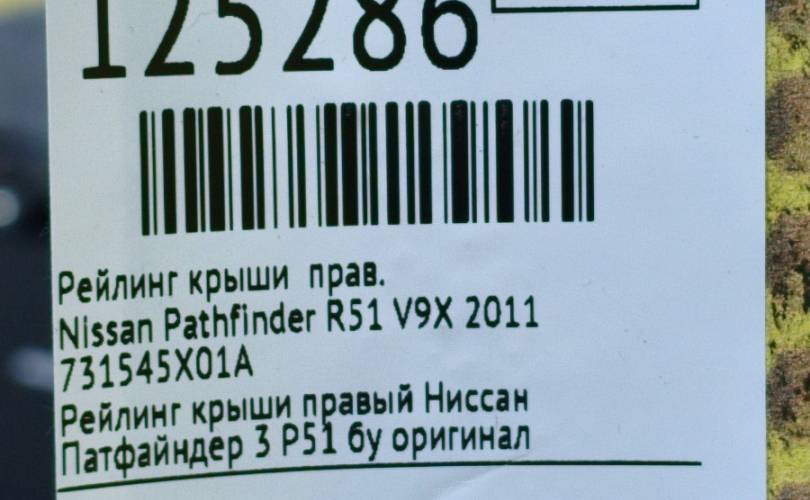 125286
Рейлинг крыши прав.
Nissan Pathfinder R51 V9X 2011
731545X01A
Рейлинг крыши правый Ниссан
Патфайндер 3 Р51 бу оригинал